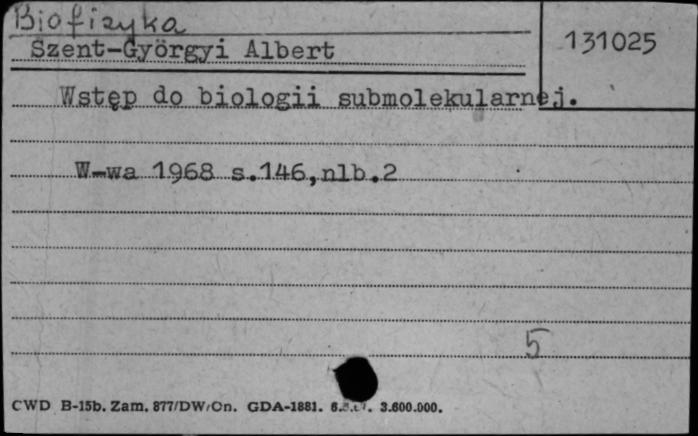 Biofizyka
Szent-Györgyi Albert
131025
Wstęp do biologii submolekularnej.
W-wa 1968 s.146,nlb.2
5
CWD B-15b. Zam. 877/DW/On. GDA-1881. 3.600.000.